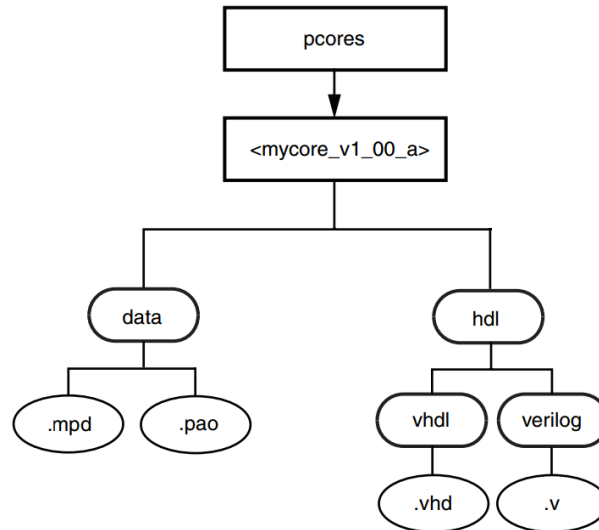 pcores
<mycore_v1_00_a>
data
hdl
.mpd
.pao
vhdl
verilog
.vhd
.v